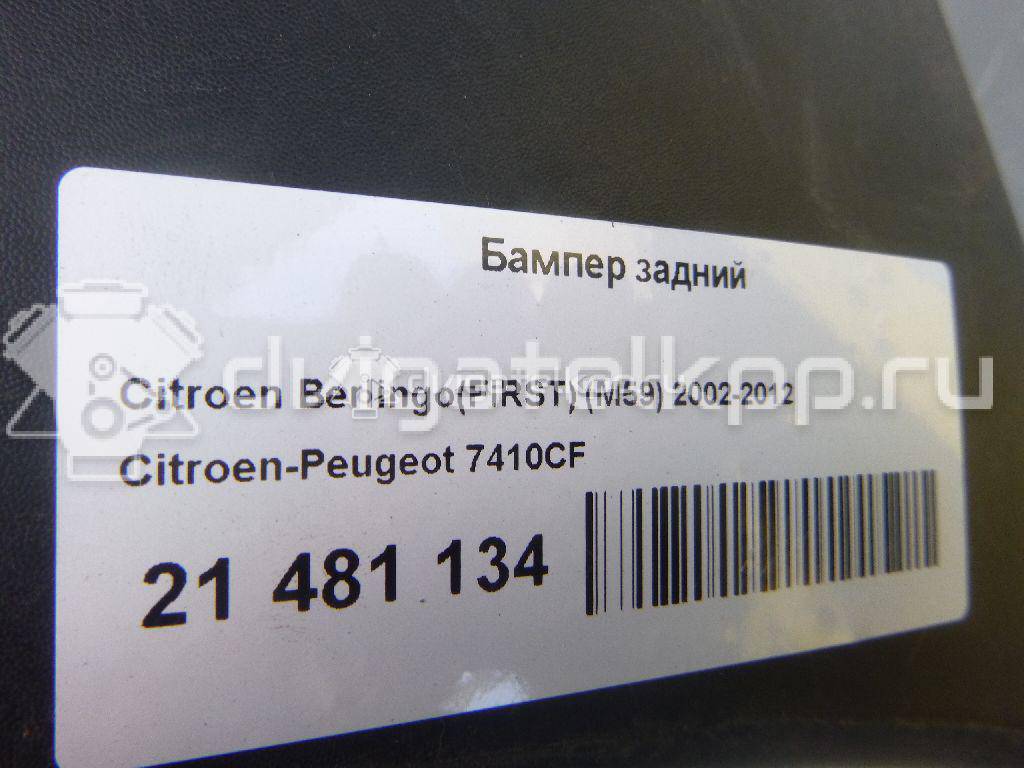 Бампер задний
dvigatelkpp.ru
Citroen Berlingo(FIRST) (M59) 2002-2012
Citroen-Peugeot 7410CF
21 481 134